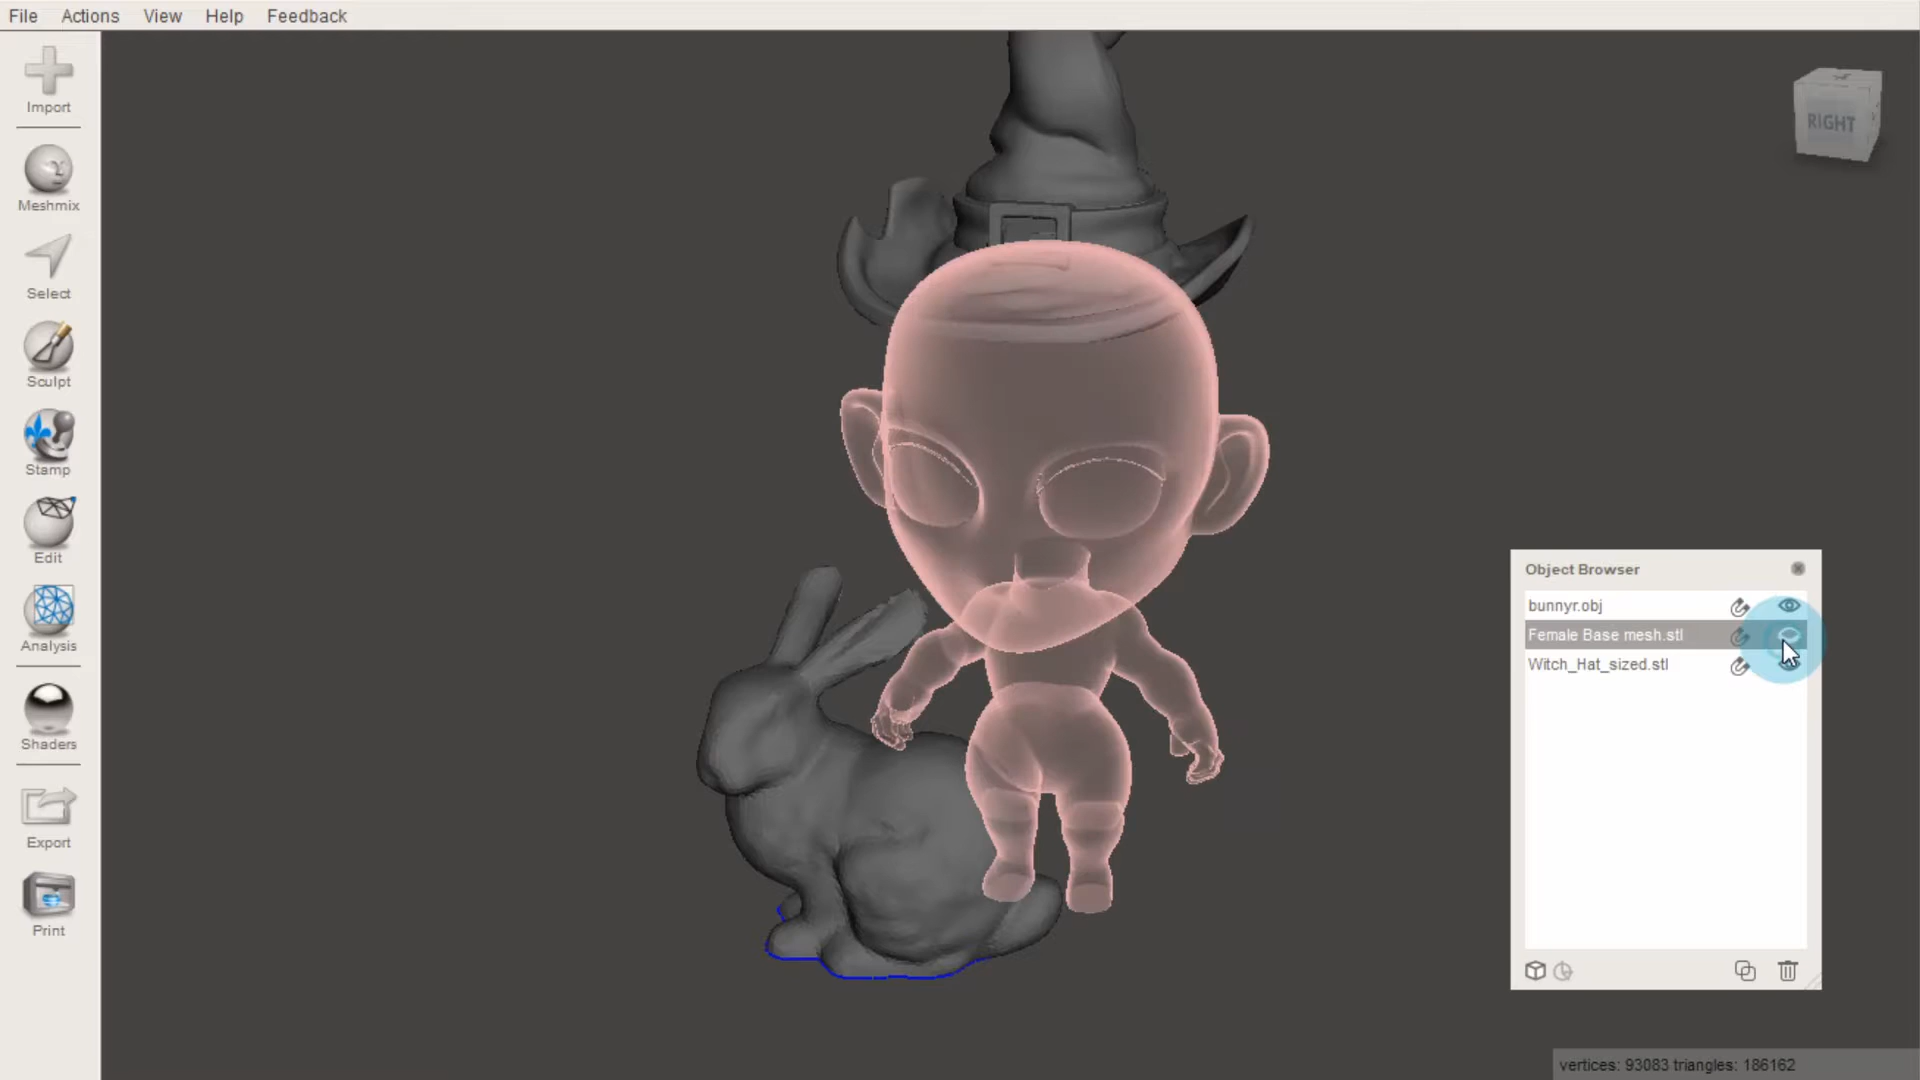 File Actions View Help Feedback
Import
Meshmix
Select
Sculpt
Stamp
Edit
Analysis
Shaders
Export
Print
RIGHT
Object Browser
bunnyr.obj
Female Base mesh.stl
Witch_Hat_sized.stl
vertices: 93083 triangles: 186162